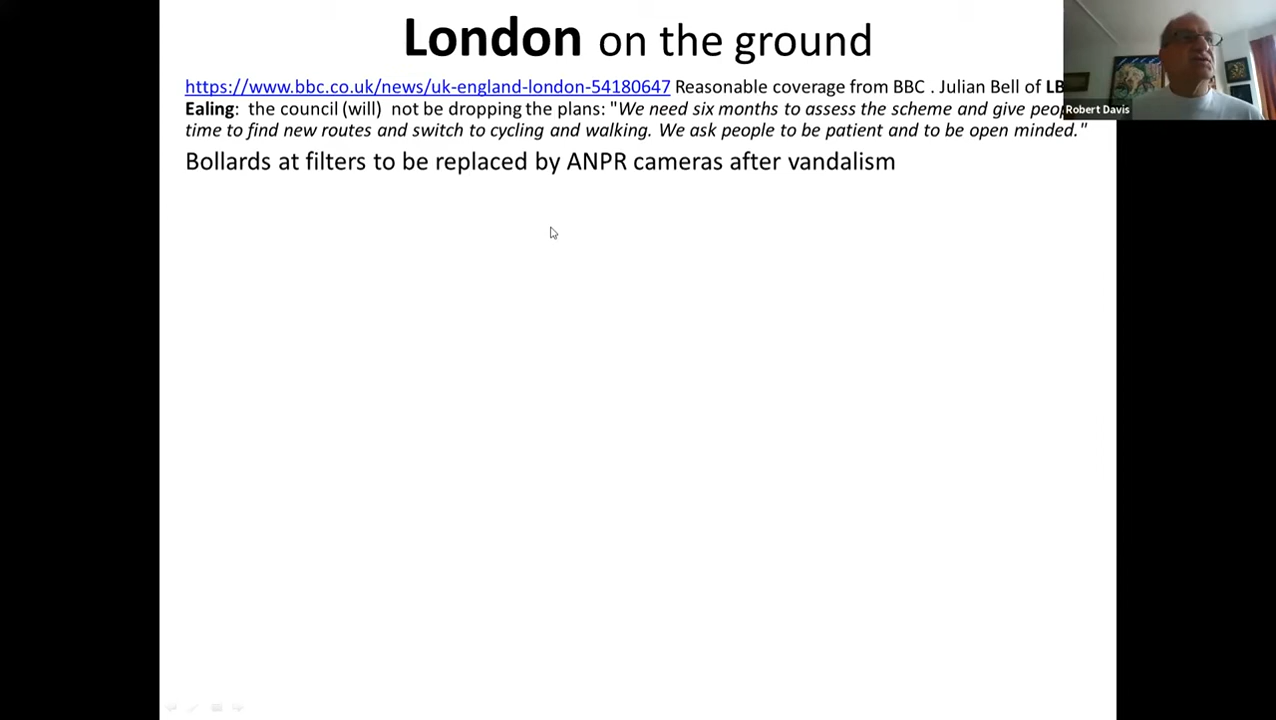 London on the ground
https://www.bbc.co.uk/news/uk-england-london-54180647 Reasonable coverage from BBC . Julian Bell of LB
Ealing: the council (will) not be dropping the plans: "We need six months to assess the scheme and give
time to find new routes and switch to cycling and walking. We ask people to be patient and to be open minded."
Bollards at filters to be replaced by ANPR cameras after vandalism
Robert Davis